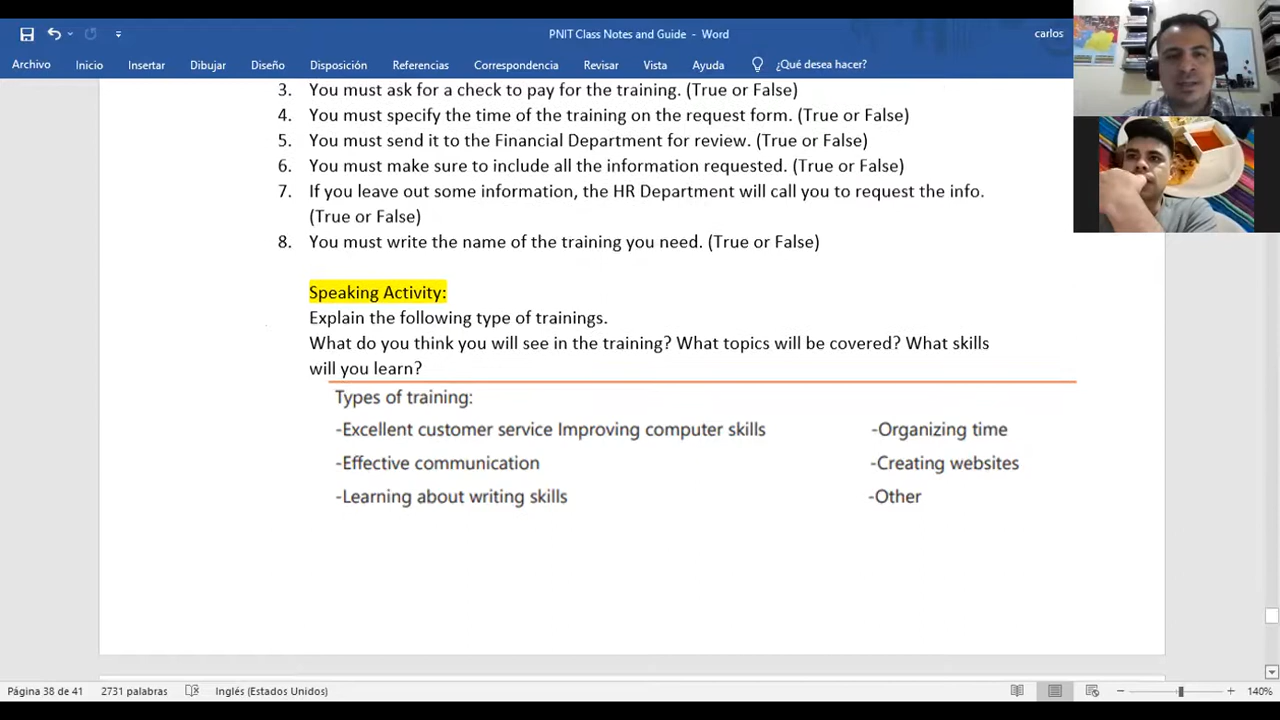 PNIT Class Notes and Guide - Word
carlos
Archivo Inicio Insertar Dibujar Diseño Disposición Referencias Correspondencia Revisar Vista Ayuda ¿Qué desea hacer?
3. You must ask for a check to pay for the training. (True or False)
4. You must specify the time of the training on the request form. (True or False)
5. You must send it to the Financial Department for review. (True or False)
6. You must make sure to include all the information requested. (True or False)
7. If you leave out some information, the HR Department will call you to request the info.
(True or False)
8. You must write the name of the training you need. (True or False)
Speaking Activity:
Explain the following type of trainings.
What do you think you will see in the training? What topics will be covered? What skills
will you learn?
Types of training:
-Excellent customer service Improving computer skills -Organizing time
-Effective communication -Creating websites
-Learning about writing skills -Other
Página 38 de 41 2731 palabras Inglés (Estados Unidos) 140%